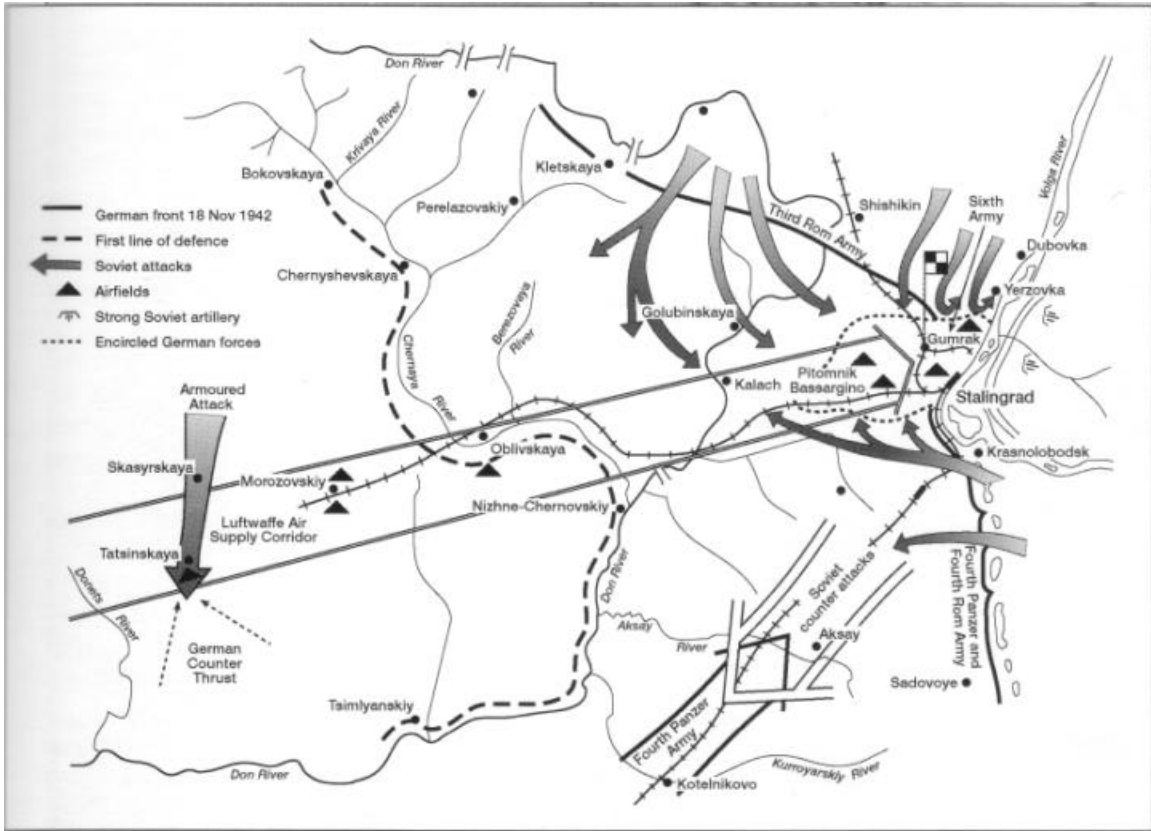 Don River
Krivaya River
Bokovskaya
Kletskaya
Perelazovskiy
Shishikin
Sixth
Army
Volga River
Third Rom Army
Dubovka
Yerzovka
German front 18 Nov 1942
First line of defence
Soviet attacks
Airfields
Strong Soviet artillery
Encircled German forces
Chernyshevskaya
Berezovaya
River
Golubinskaya
Gumrak
Chernaya
River
Kalach
Pitomnik
Bassargino
Stalingrad
Armoured
Attack
Oblivskaya
Krasnolobodsk
Skasyrskaya
Morozovskiy
Nizhne-Chernovskiy
Luftwaffe Air
Supply Corridor
Tatsinskaya
Donets
River
German
Counter
Thrust
Don River
Aksay
River
Soviet
counter attacks
Aksay
Fourth Panzer and
Fourth Rom Army
Sadovoye
Tsimlyanskiy
Fourth Panzer
Army
Don River
Kotelnikovo
Kurroyarskly River